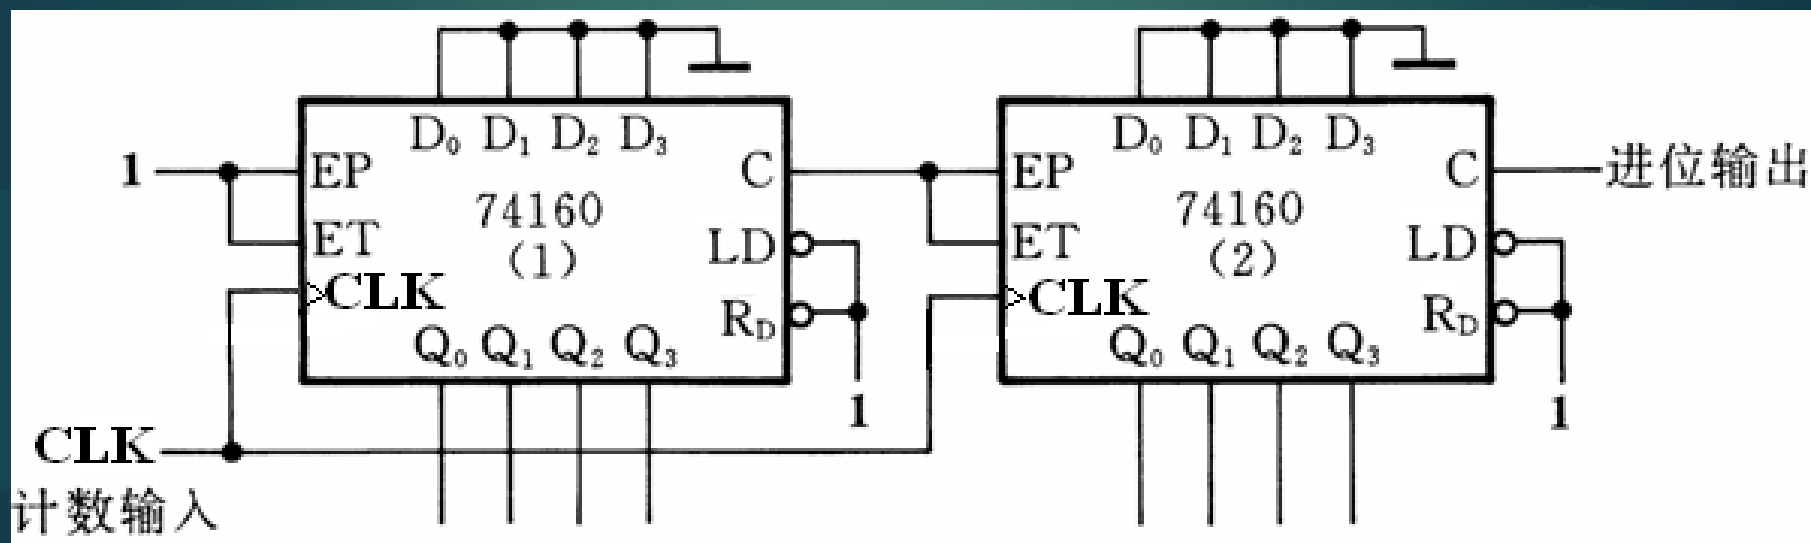 D₀ D₁ D₂ D₃ D₀ D₁ D₂ D₃
1 EP C EP C 进位输出
74160 74160
ET LD ET LD
(1) (2)
CLK CLK
R_D R_D
Q₀ Q₁ Q₂ Q₃ Q₀ Q₁ Q₂ Q₃
1 1
CLK
计数输入